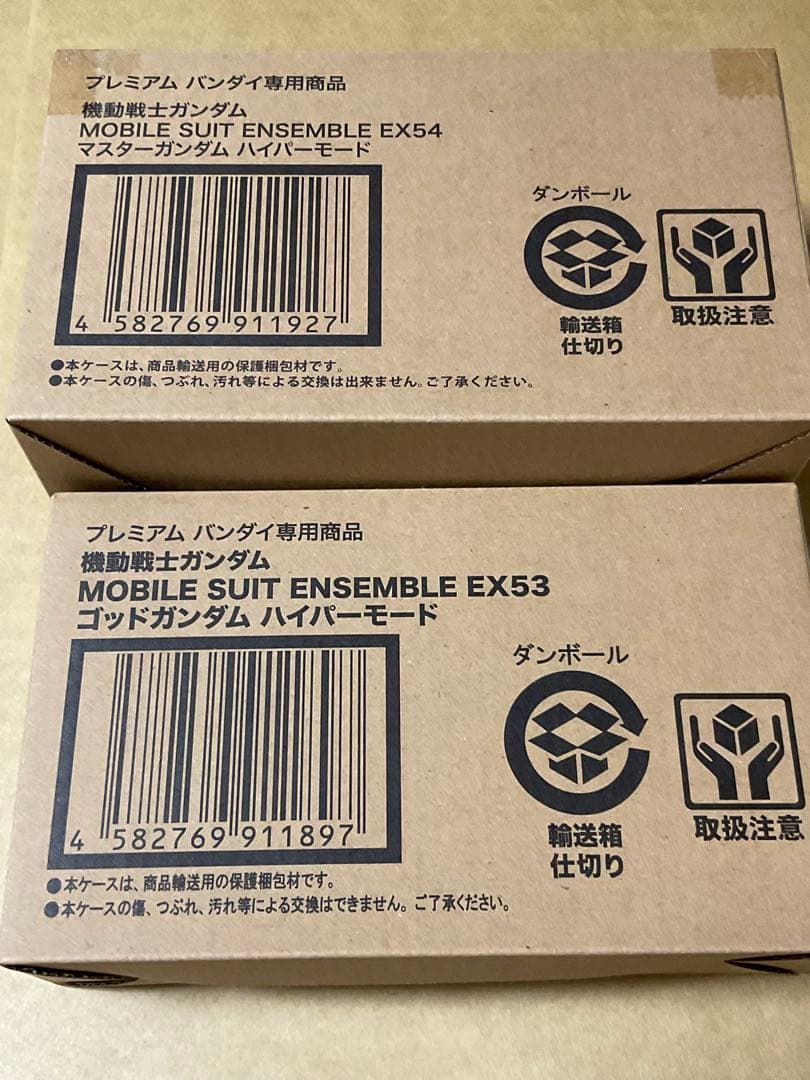 プレミアム バンダイ専用商品
機動戦士ガンダム
MOBILE SUIT ENSEMBLE EX54
マスターガンダム ハイパーモード
4 582769 911927
ダンボール
輸送箱
仕切り
取扱注意
●本ケースは、商品輸送用の保護梱包材です。
●本ケースの傷、つぶれ、汚れ等による交換は出来ません。ご了承ください。
プレミアム バンダイ専用商品
機動戦士ガンダム
MOBILE SUIT ENSEMBLE EX53
ゴッドガンダム ハイパーモード
4 582769 911897
ダンボール
輸送箱
仕切り
取扱注意
●本ケースは、商品輸送用の保護梱包材です。
●本ケースの傷、つぶれ、汚れ等による交換はできません。ご了承ください。